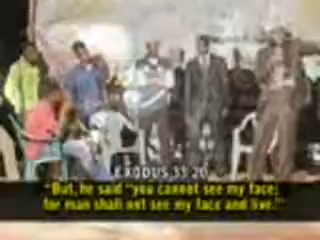 EXODUS 33:20
"But, he said "you cannot see my face;
for man shall not see my face and live."